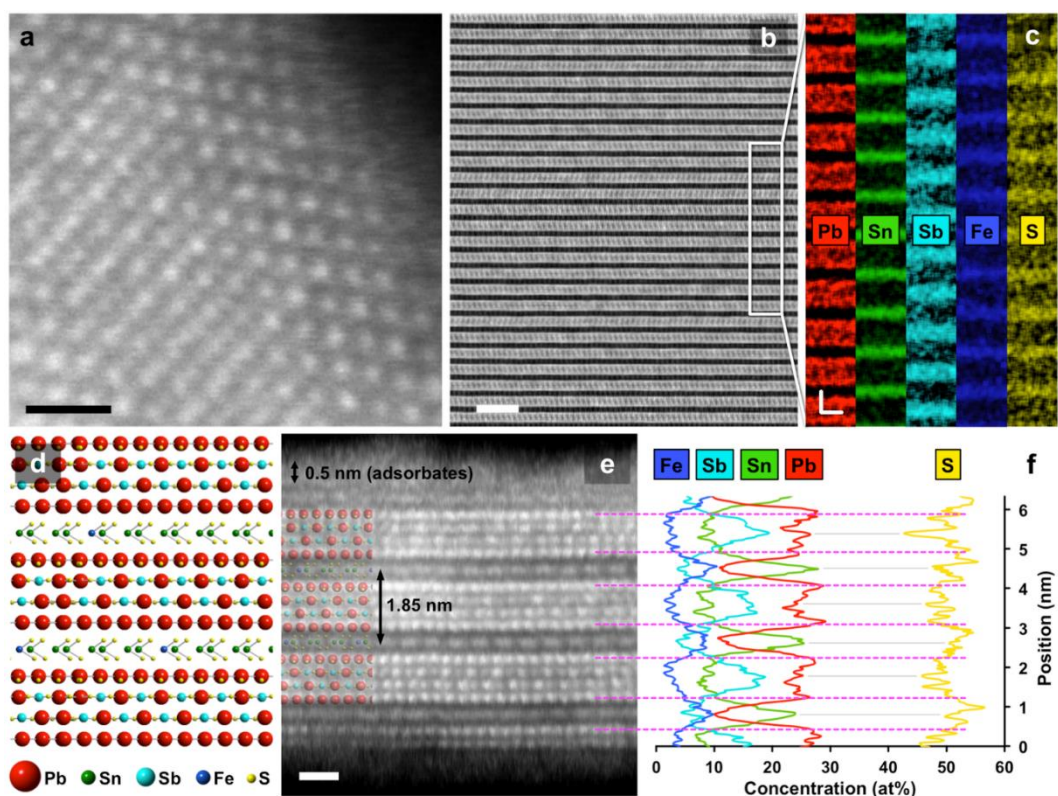 a
b
c
Pb Sn Sb Fe S
d
e
0.5 nm (adsorbates)
1.85 nm
Fe Sb Sn Pb S
f
6
5
4
3
2
1
0
Position (nm)
0 10 20 30 40 50 60
Concentration (at%)
Pb Sn Sb Fe S